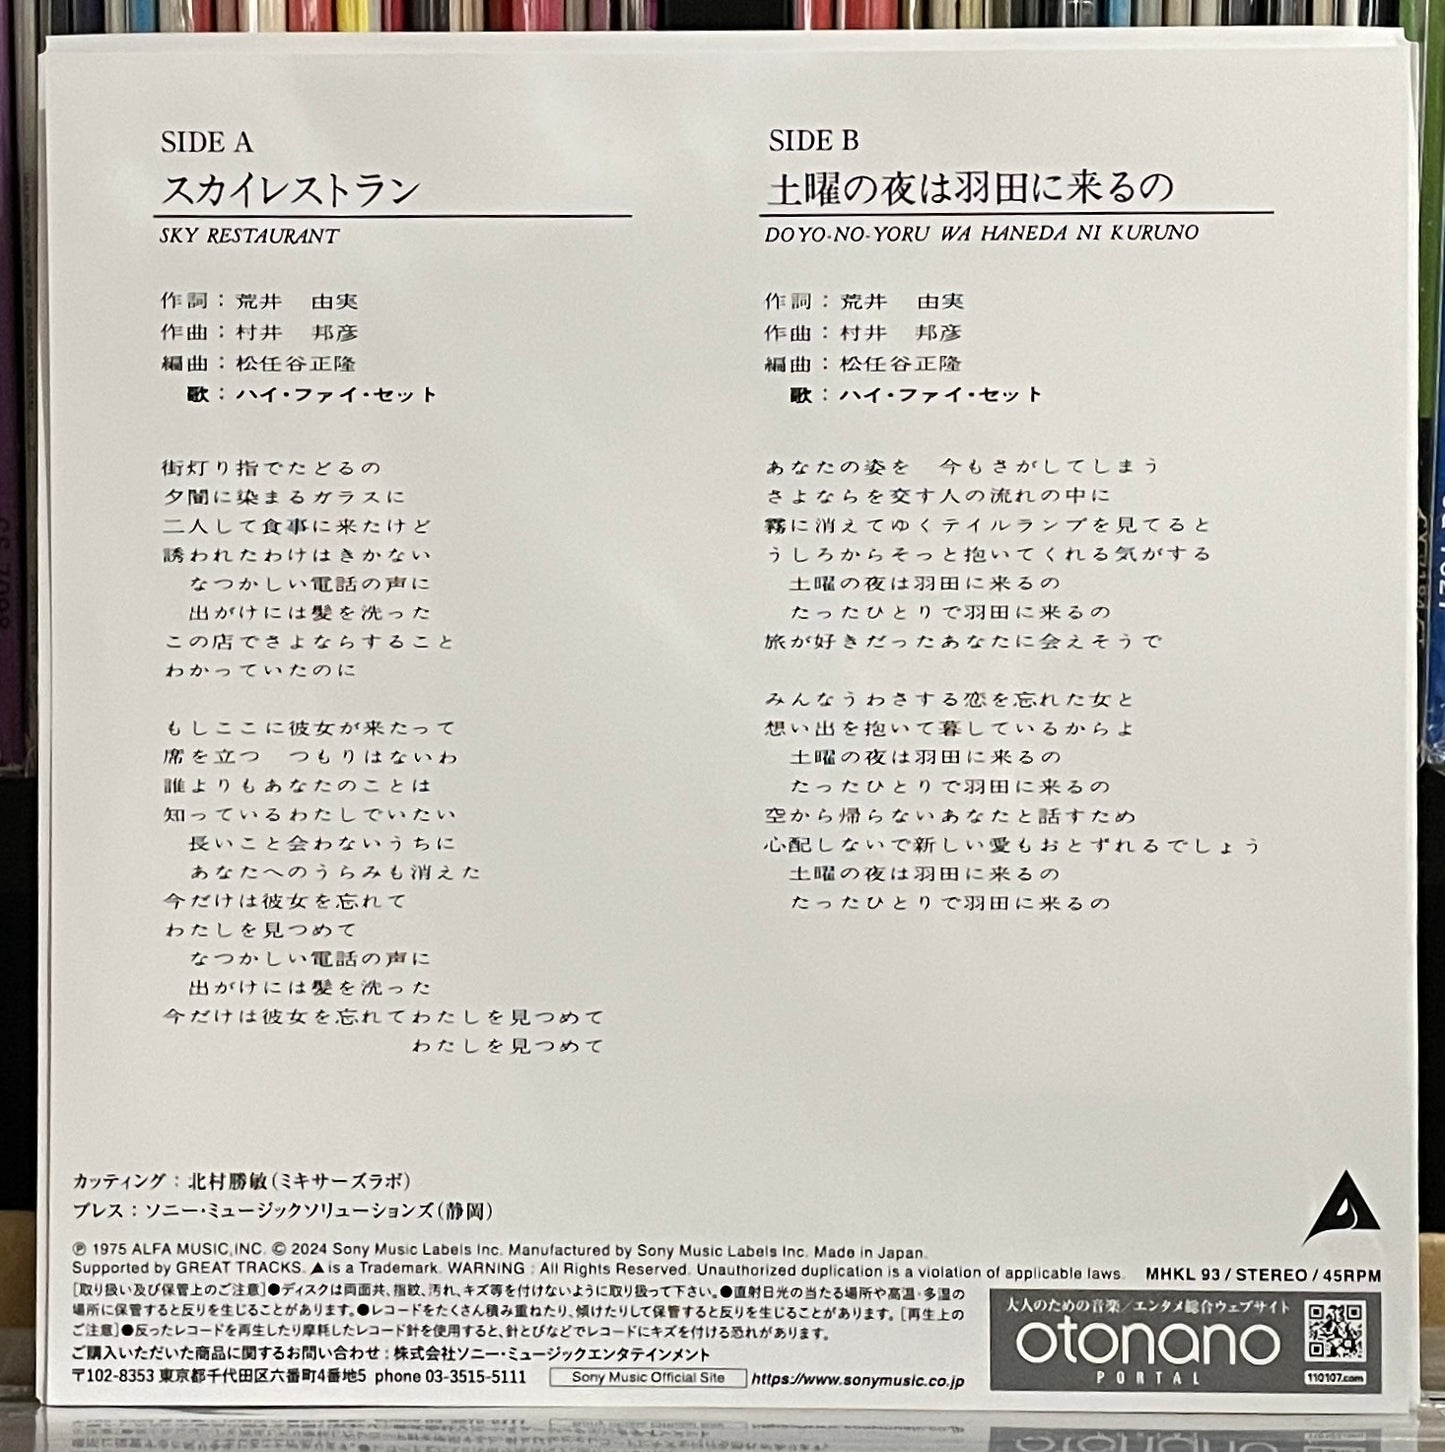 SIDE A
スカイレストラン
SKY RESTAURANT
作詞：荒井　由実
作曲：村井　邦彦
編曲：松任谷正隆
歌：ハイ・ファイ・セット
街灯り指でたどるの
夕闇に染まるガラスに
二人して食事に来たけど
誘われたわけはきかない
なつかしい電話の声に
出がけには髪を洗った
この店でさよならすること
わかっていたのに
もしここに彼女が来たって
席を立つ　つもりはないわ
誰よりもあなたのことは
知っているわたしでいたい
長いこと会わないうちに
あなたへのうらみも消えた
今だけは彼女を忘れて
わたしを見つめて
なつかしい電話の声に
出がけには髪を洗った
今だけは彼女を忘れてわたしを見つめて
わたしを見つめて
SIDE B
土曜の夜は羽田に来るの
DOYO-NO-YORU WA HANEDA NI KURUNO
作詞：荒井　由実
作曲：村井　邦彦
編曲：松任谷正隆
歌：ハイ・ファイ・セット
あなたの姿を　今もさがしてしまう
さよならを交す人の流れの中に
霧に消えてゆくテイルランプを見てると
うしろからそっと抱いてくれる気がする
土曜の夜は羽田に来るの
たったひとりで羽田に来るの
旅が好きだったあなたに会えそうで
みんなうわさする恋を忘れた女と
想い出を抱いて暮しているからよ
土曜の夜は羽田に来るの
たったひとりで羽田に来るの
空から帰らないあなたと話すため
心配しないで新しい愛もおとずれるでしょう
土曜の夜は羽田に来るの
たったひとりで羽田に来るの
カッティング：北村勝敏（ミキサーズラボ）
プレス：ソニー・ミュージックソリューションズ（静岡）
℗ 1975 ALFA MUSIC,INC. © 2024 Sony Music Labels Inc. Manufactured by Sony Music Labels Inc. Made in Japan.
Supported by GREAT TRACKS. ▲ is a Trademark. WARNING : All Rights Reserved. Unauthorized duplication is a violation of applicable laws. MHKL 93 / STEREO / 45RPM
［取り扱い及び保管上のご注意］●ディスクは両面共、指紋、汚れ、キズ等を付けないように取り扱って下さい。●直射日光の当たる場所や高温・多湿の
場所に保管すると反りを生じることがあります。●レコードをたくさん積み重ねたり、傾けたりして保管すると反りを生じることがあります。［再生上の
ご注意］●反ったレコードを再生したり摩耗したレコード針を使用すると、針とびなどでレコードにキズを付ける恐れがあります。
ご購入いただいた商品に関するお問い合わせ：株式会社ソニー・ミュージックエンタテインメント
〒102-8353 東京都千代田区六番町4番地5 phone 03-3515-5111 Sony Music Official Site https://www.sonymusic.co.jp
大人のための音楽／エンタメ総合ウェブサイト
otonano
PORTAL
110107.com